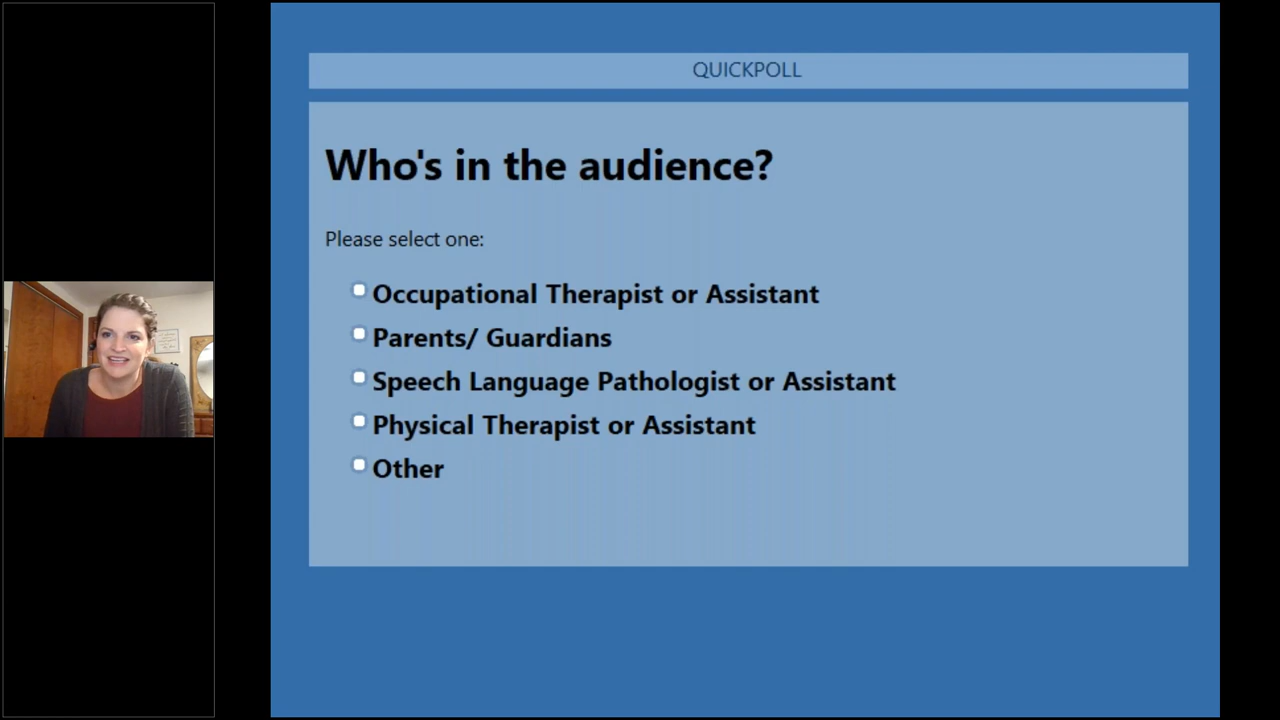 QUICKPOLL
Who's in the audience?
Please select one:
Occupational Therapist or Assistant
Parents/ Guardians
Speech Language Pathologist or Assistant
Physical Therapist or Assistant
Other